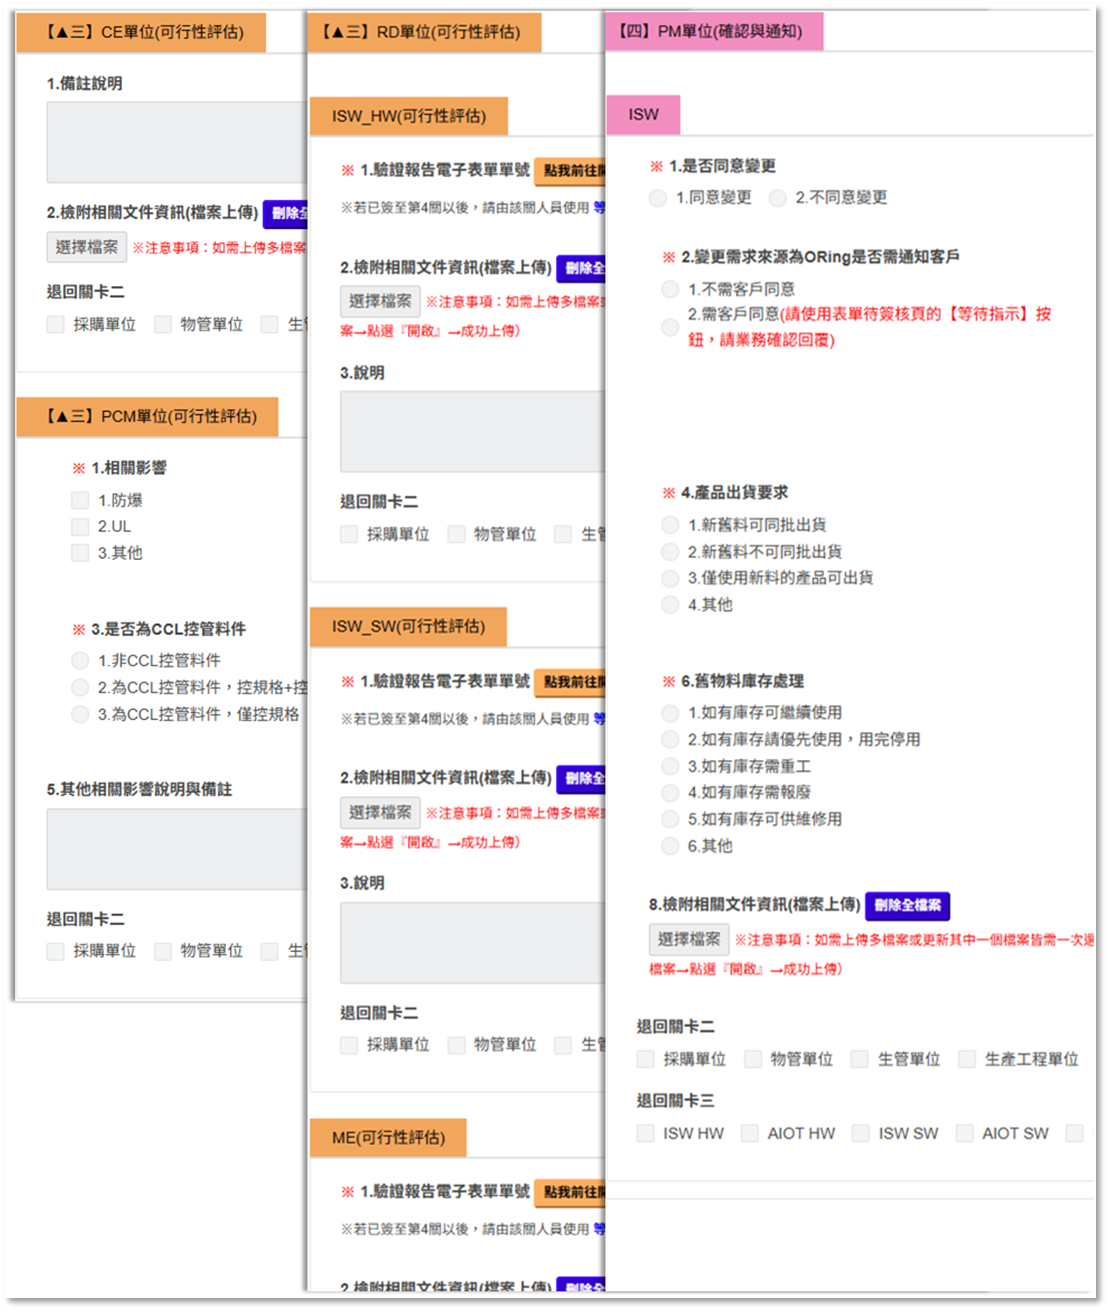 【▲三】CE單位(可行性評估)
1.備註說明
2.檢附相關文件資訊(檔案上傳) 刪除全
選擇檔案 ※注意事項：如需上傳多檔案
退回關卡二
採購單位 物管單位 生
【▲三】PCM單位(可行性評估)
※ 1.相關影響
1.防爆
2.UL
3.其他
※ 3.是否為CCL控管料件
1.非CCL控管料件
2.為CCL控管料件，控規格+控
3.為CCL控管料件，僅控規格
5.其他相關影響說明與備註
退回關卡二
採購單位 物管單位 生
【▲三】RD單位(可行性評估)
ISW_HW(可行性評估)
※ 1.驗證報告電子表單單號 點我前往
※若已簽至第4關以後，請由該關人員使用 等
2.檢附相關文件資訊(檔案上傳) 刪除全
選擇檔案 ※注意事項：如需上傳多檔案
案→點選『開啟』→成功上傳)
3.說明
退回關卡二
採購單位 物管單位 生管
ISW_SW(可行性評估)
※ 1.驗證報告電子表單單號 點我前往
※若已簽至第4關以後，請由該關人員使用 等
2.檢附相關文件資訊(檔案上傳) 刪除全
選擇檔案 ※注意事項：如需上傳多檔案
案→點選『開啟』→成功上傳)
3.說明
退回關卡二
採購單位 物管單位 生管
ME(可行性評估)
※ 1.驗證報告電子表單單號 點我前往
※若已簽至第4關以後，請由該關人員使用 等
2.檢附相關文件資訊(檔案上傳) 刪除全
【四】PM單位(確認與通知)
ISW
※ 1.是否同意變更
1.同意變更 2.不同意變更
※ 2.變更需求來源為ORing是否需通知客戶
1.不需客戶同意
2.需客戶同意(請使用表單待簽核頁的【等待指示】按
鈕，請業務確認回覆)
※ 4.產品出貨要求
1.新舊料可同批出貨
2.新舊料不可同批出貨
3.僅使用新料的產品可出貨
4.其他
※ 6.舊物料庫存處理
1.如有庫存可繼續使用
2.如有庫存請優先使用，用完停用
3.如有庫存需重工
4.如有庫存需報廢
5.如有庫存可供維修用
6.其他
8.檢附相關文件資訊(檔案上傳) 刪除全檔案
選擇檔案 ※注意事項：如需上傳多檔案或更新其中一個檔案皆需一次選
檔案→點選『開啟』→成功上傳)
退回關卡二
採購單位 物管單位 生管單位 生產工程單位
退回關卡三
ISW HW AIOT HW ISW SW AIOT SW